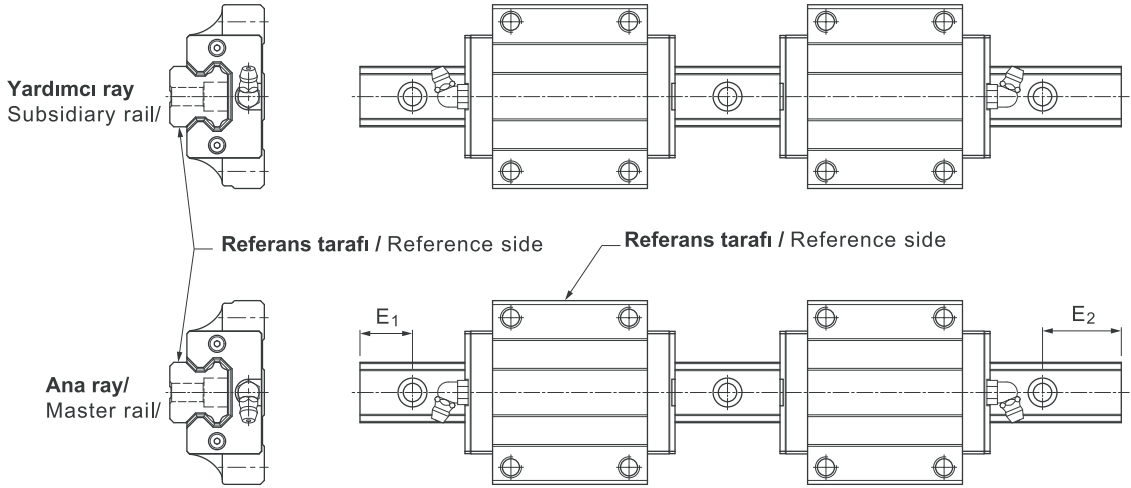 Yardımcı ray
Subsidiary rail/
Referans tarafı / Reference side
Referans tarafı / Reference side
E1
E2
Ana ray/
Master rail/